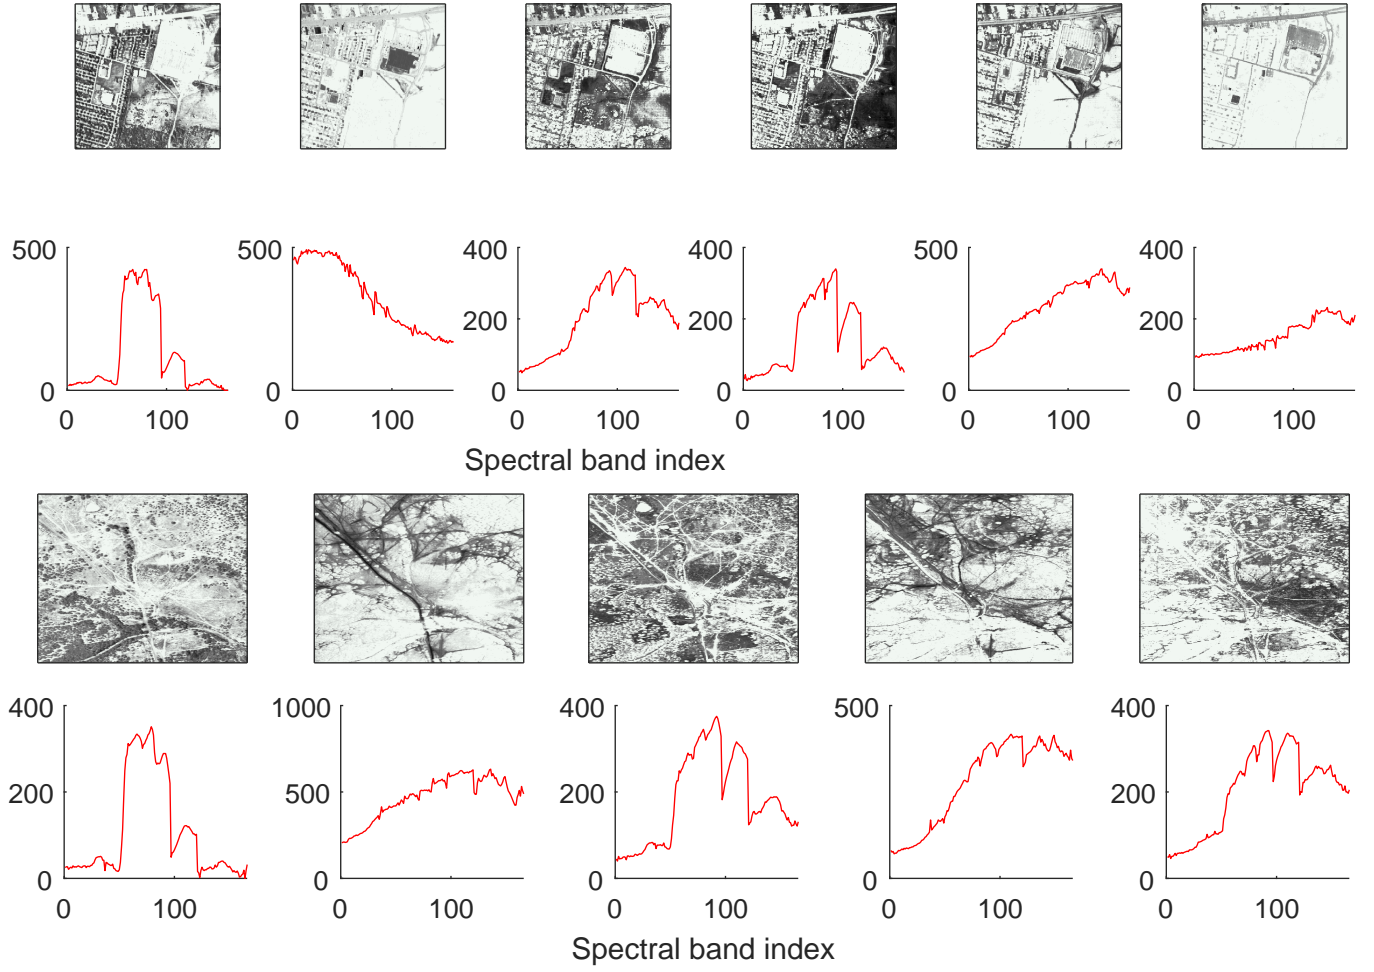 500 500 400 400 500 400
200 200 200
0 0 0 0 0 0
0 100 0 100 0 100 0 100 0 100 0 100
Spectral band index
400 1000 400 500 400
200 500 200 200
0 0 0 0 0
0 100 0 100 0 100 0 100 0 100
Spectral band index